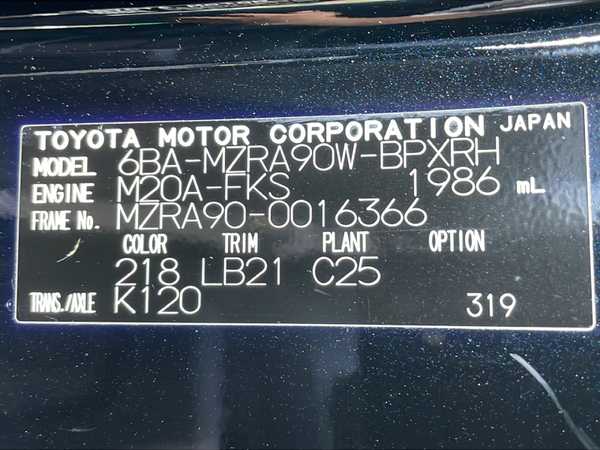 TOYOTA MOTOR CORPORATION JAPAN
MODEL 6BA-MZRA90W-BPXRH
ENGINE M20A-FKS 1986 mL
FRAME No. MZRA90-0016366
COLOR TRIM PLANT OPTION
218 LB21 C25
TRANS./AXLE K120 319